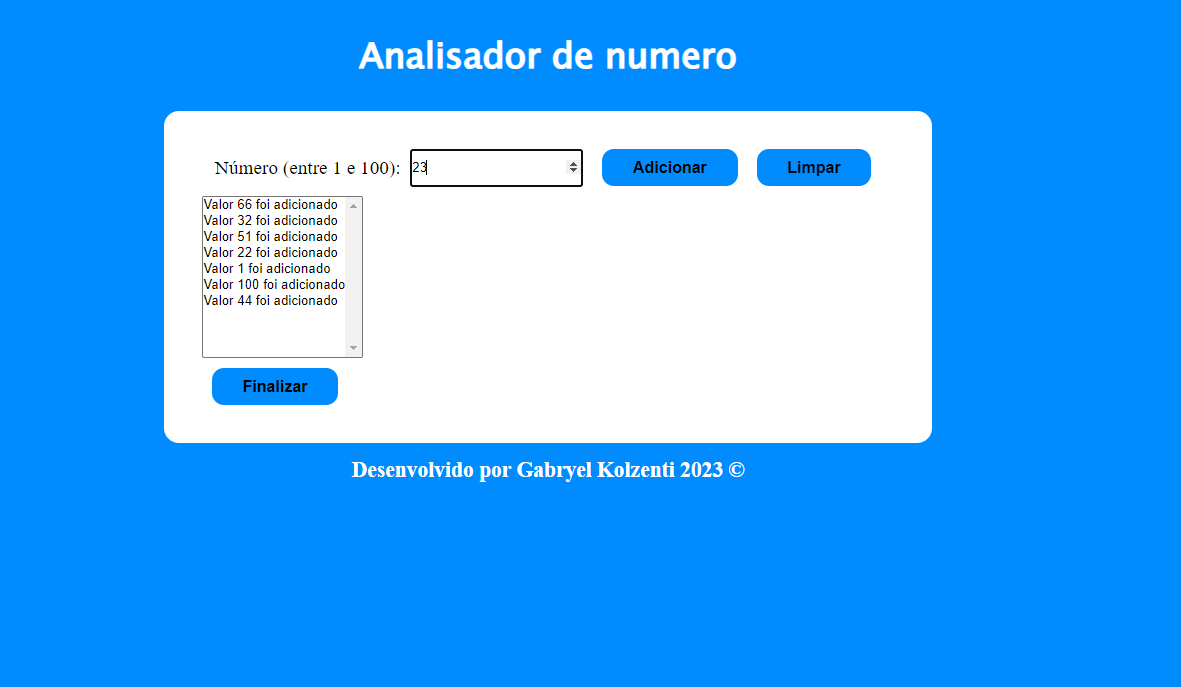 Analisador de numero
Número (entre 1 e 100): 23 Adicionar Limpar
Valor 66 foi adicionado
Valor 32 foi adicionado
Valor 51 foi adicionado
Valor 22 foi adicionado
Valor 1 foi adicionado
Valor 100 foi adicionado
Valor 44 foi adicionado
Finalizar
Desenvolvido por Gabryel Kolzenti 2023 ©